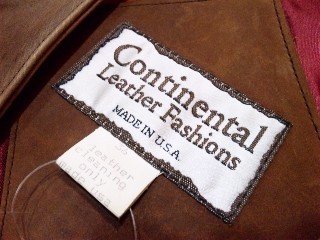 Continental
Leather Fashions
MADE IN U.S.A.
leather
cleaning
only